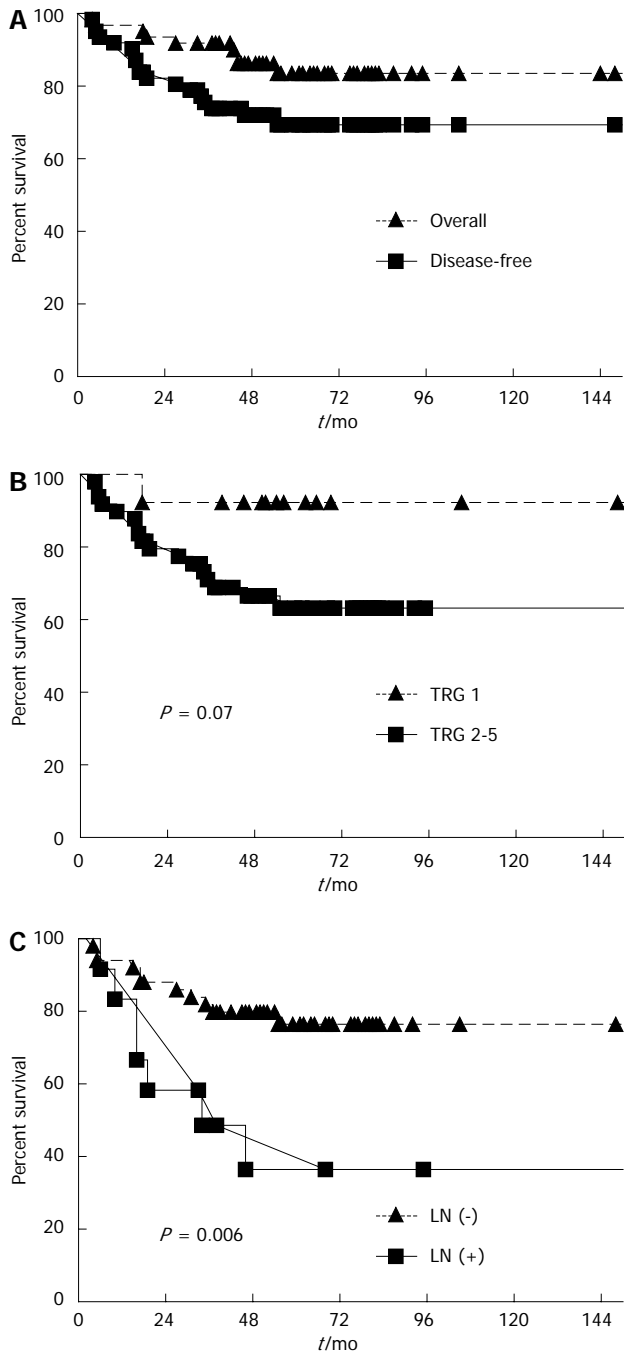 A
100
80
60
40
20
0
Percent survival
Overall
Disease-free
0 24 48 72 96 120 144
t/mo
B
100
80
60
40
20
0
Percent survival
P = 0.07
TRG 1
TRG 2-5
0 24 48 72 96 120 144
t/mo
C
100
80
60
40
20
0
Percent survival
P = 0.006
LN (-)
LN (+)
0 24 48 72 96 120 144
t/mo